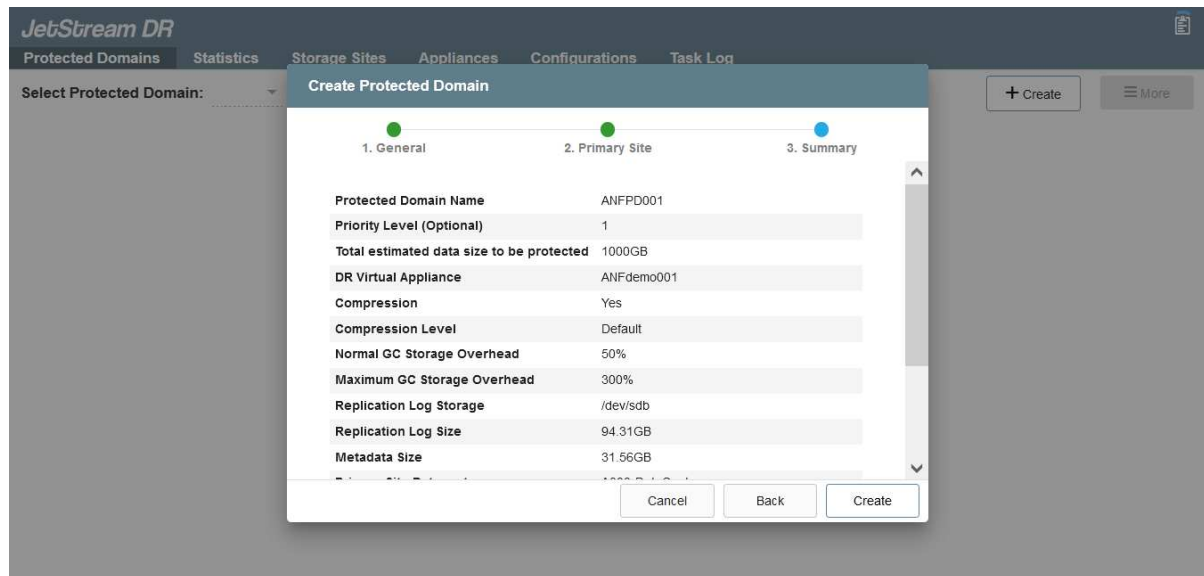 JetStream DR
Protected Domains Statistics Storage Sites Appliances Configurations Task Log
Select Protected Domain:
+ Create
More
Create Protected Domain
1. General 2. Primary Site 3. Summary
Protected Domain Name ANFPD001
Priority Level (Optional) 1
Total estimated data size to be protected 1000GB
DR Virtual Appliance ANFdemo001
Compression Yes
Compression Level Default
Normal GC Storage Overhead 50%
Maximum GC Storage Overhead 300%
Replication Log Storage /dev/sdb
Replication Log Size 94.31GB
Metadata Size 31.56GB
Cancel Back Create